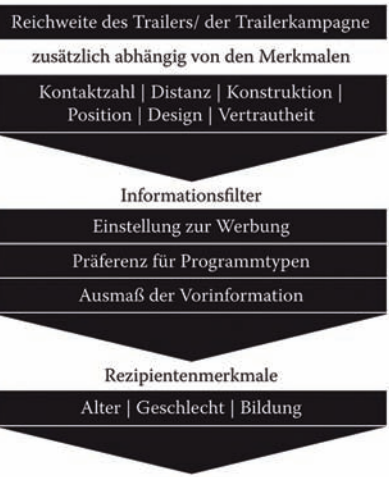 Reichweite des Trailers/ der Trailerkampagne
zusätzlich abhängig von den Merkmalen
Kontaktzahl | Distanz | Konstruktion |
Position | Design | Vertrautheit
Informationsfilter
Einstellung zur Werbung
Präferenz für Programmtypen
Ausmaß der Vorinformation
Rezipientenmerkmale
Alter | Geschlecht | Bildung